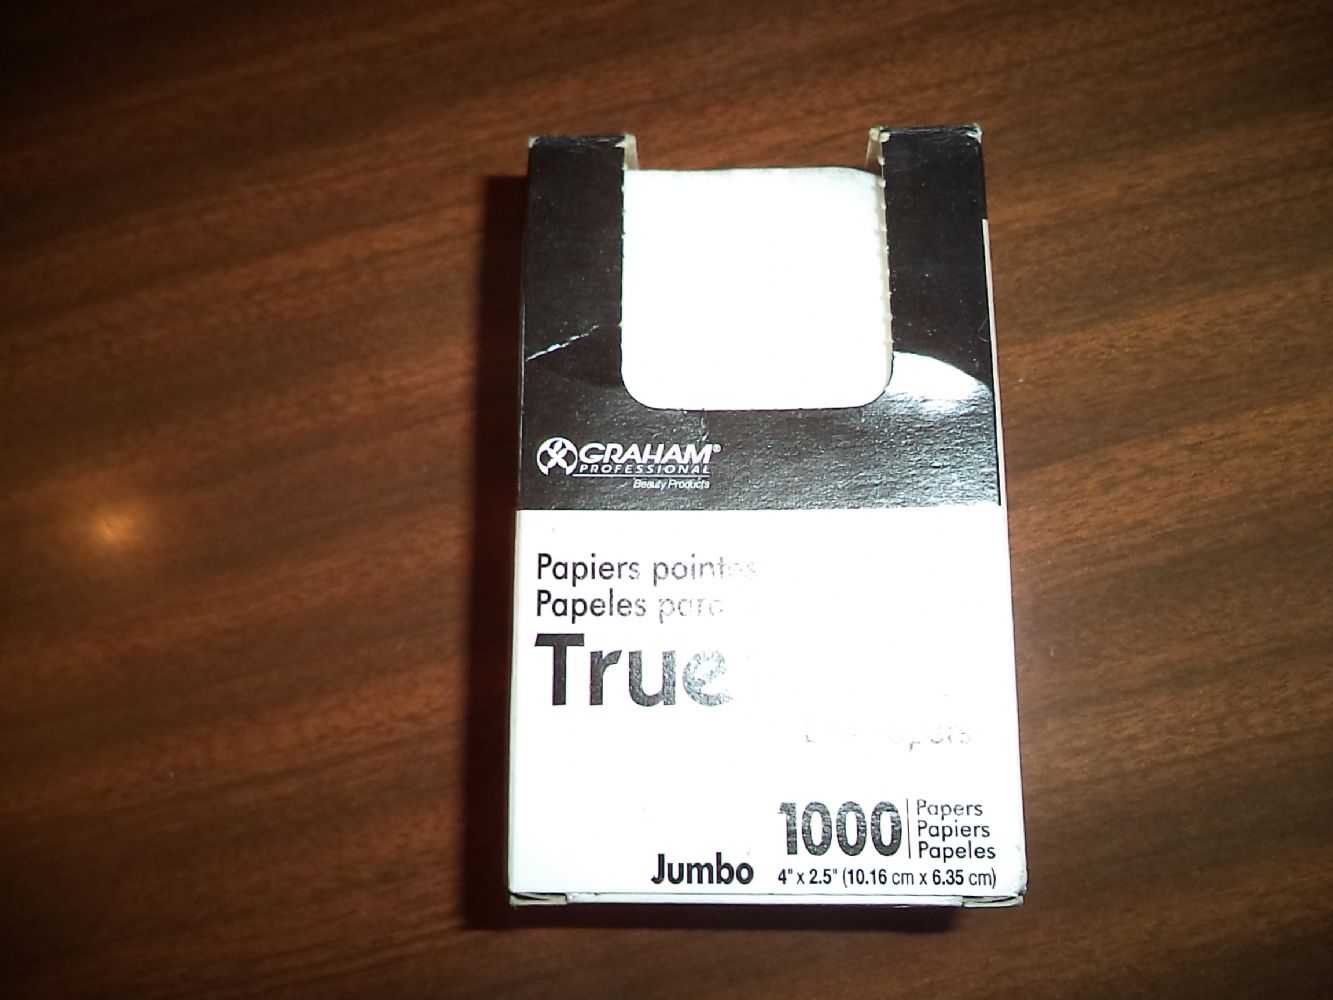 GRAHAM®
PROFESSIONAL
Beauty Products
Papiers pointes
Papeles para
True
Papers
1000
Papers
Papiers
Papeles
Jumbo
4" x 2.5" (10.16 cm x 6.35 cm)